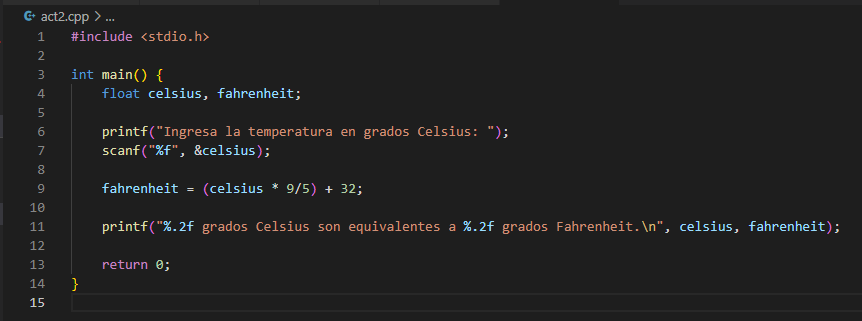 act2.cpp > ...
1 #include <stdio.h>
2
3 int main() {
4     float celsius, fahrenheit;
5
6     printf("Ingresa la temperatura en grados Celsius: ");
7     scanf("%f", &celsius);
8
9     fahrenheit = (celsius * 9/5) + 32;
10
11     printf("%.2f grados Celsius son equivalentes a %.2f grados Fahrenheit.\n", celsius, fahrenheit);
12
13     return 0;
14 }
15